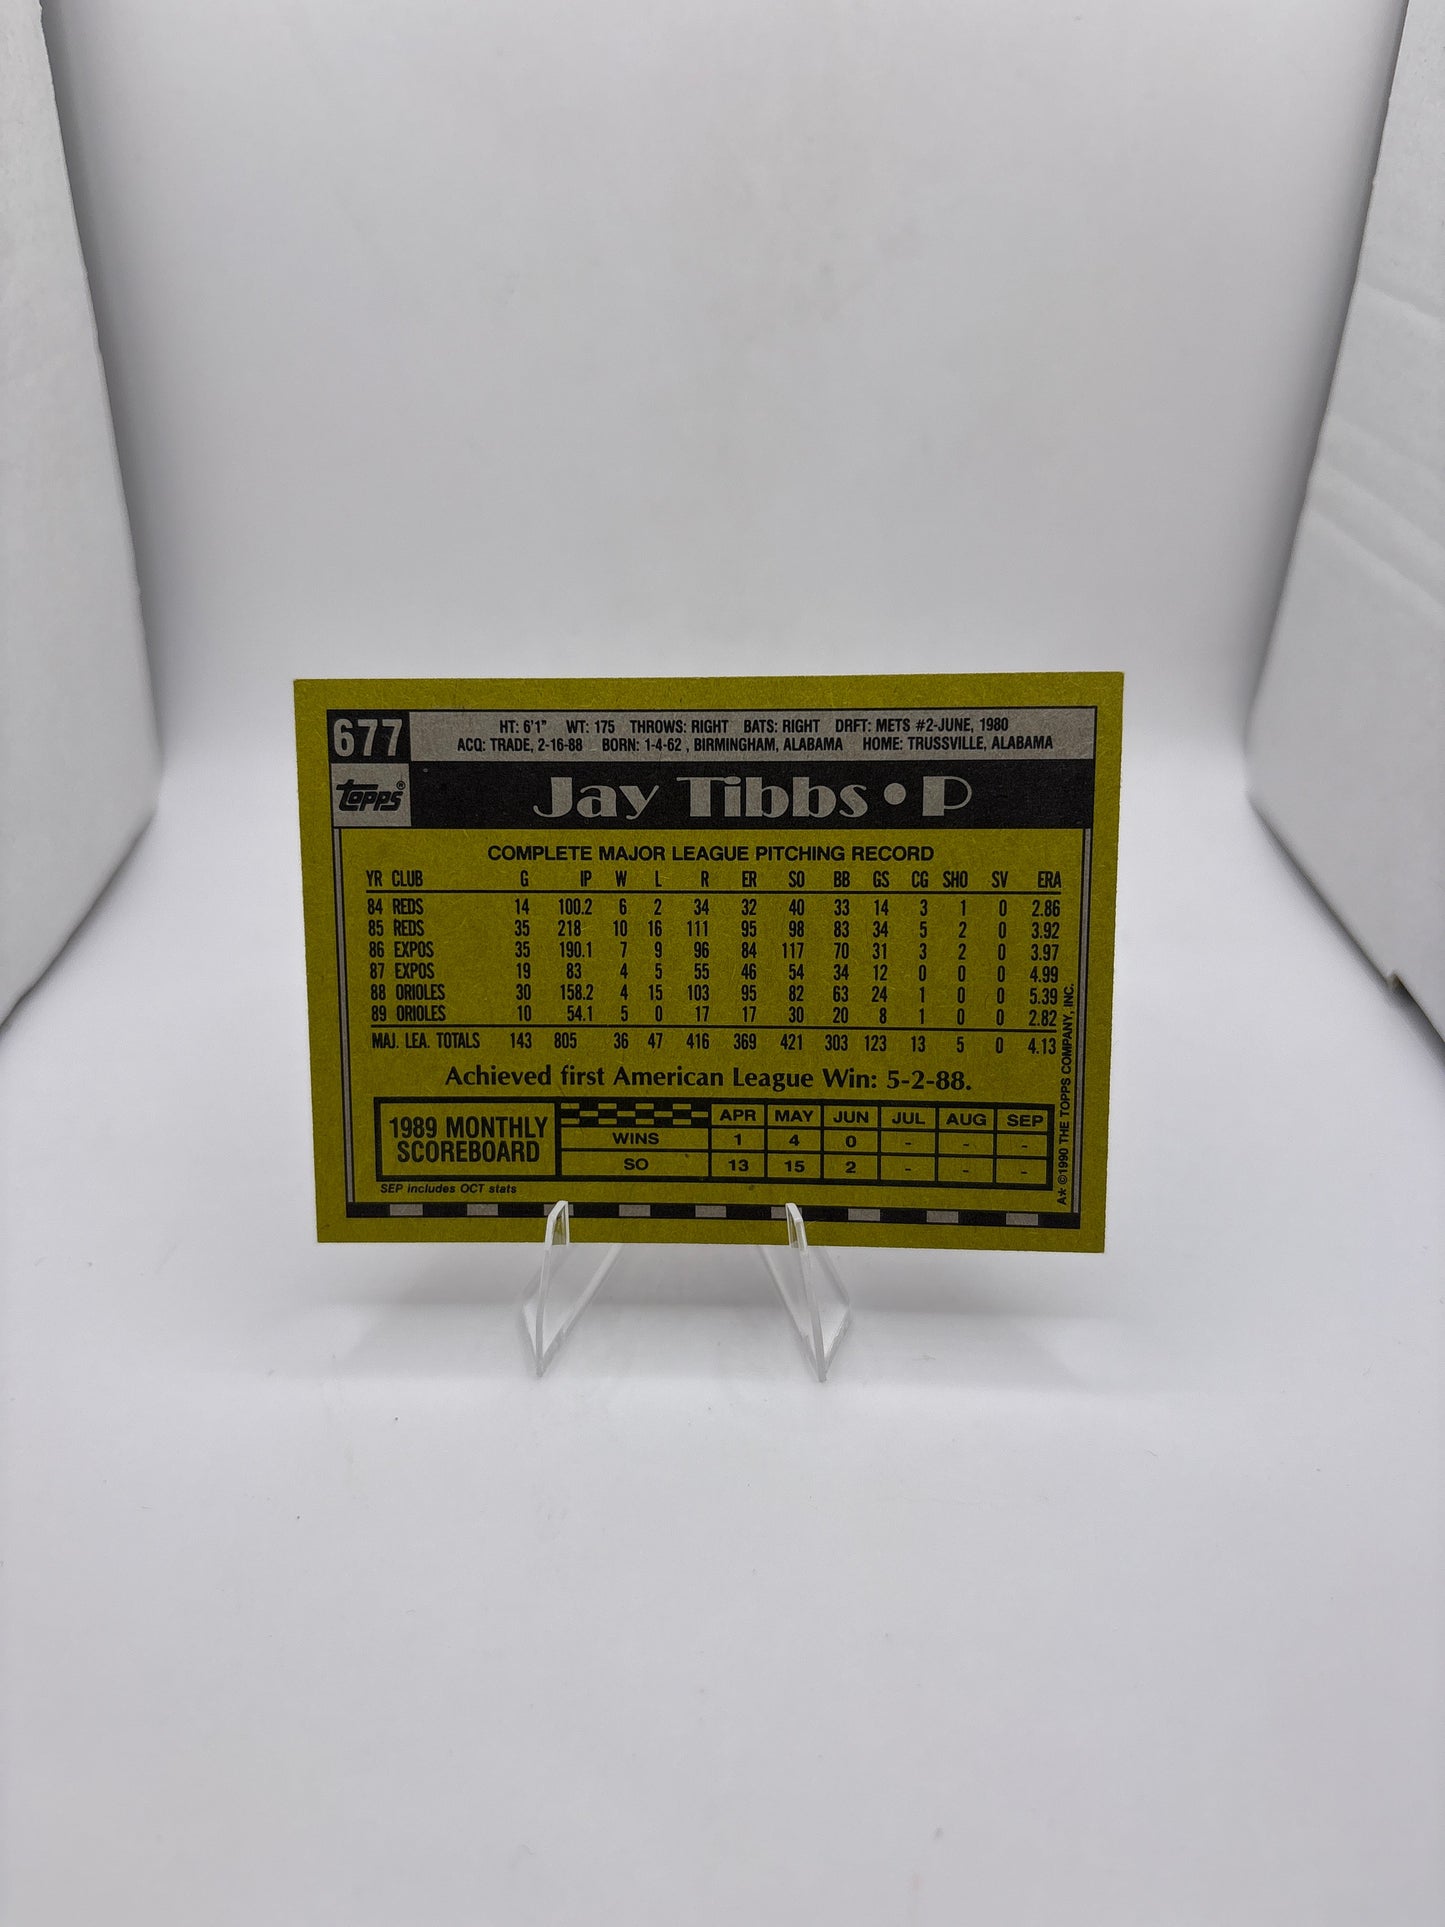 677
HT: 6'1" WT: 175 THROWS: RIGHT BATS: RIGHT DRFT: METS #2-JUNE, 1980
ACQ: TRADE, 2-16-88 BORN: 1-4-62 , BIRMINGHAM, ALABAMA HOME: TRUSSVILLE, ALABAMA
topps®
Jay Tibbs • P
COMPLETE MAJOR LEAGUE PITCHING RECORD
YR CLUB G IP W L R ER SO BB GS CG SHO SV ERA
84 REDS 14 100.2 6 2 34 32 40 33 14 3 1 0 2.86
85 REDS 35 218 10 16 111 95 98 83 34 5 2 0 3.92
86 EXPOS 35 190.1 7 9 96 84 117 70 31 3 2 0 3.97
87 EXPOS 19 83 4 5 55 46 54 34 12 0 0 0 4.99
88 ORIOLES 30 158.2 4 15 103 95 82 63 24 1 0 0 5.39
89 ORIOLES 10 54.1 5 0 17 17 30 20 8 1 0 0 2.82
MAJ. LEA. TOTALS 143 805 36 47 416 369 421 303 123 13 5 0 4.13
Achieved first American League Win: 5-2-88.
1989 MONTHLY
SCOREBOARD
APR MAY JUN JUL AUG SEP
WINS 1 4 0 - - -
SO 13 15 2 - - -
SEP includes OCT stats
A* ©1990 THE TOPPS COMPANY, INC.